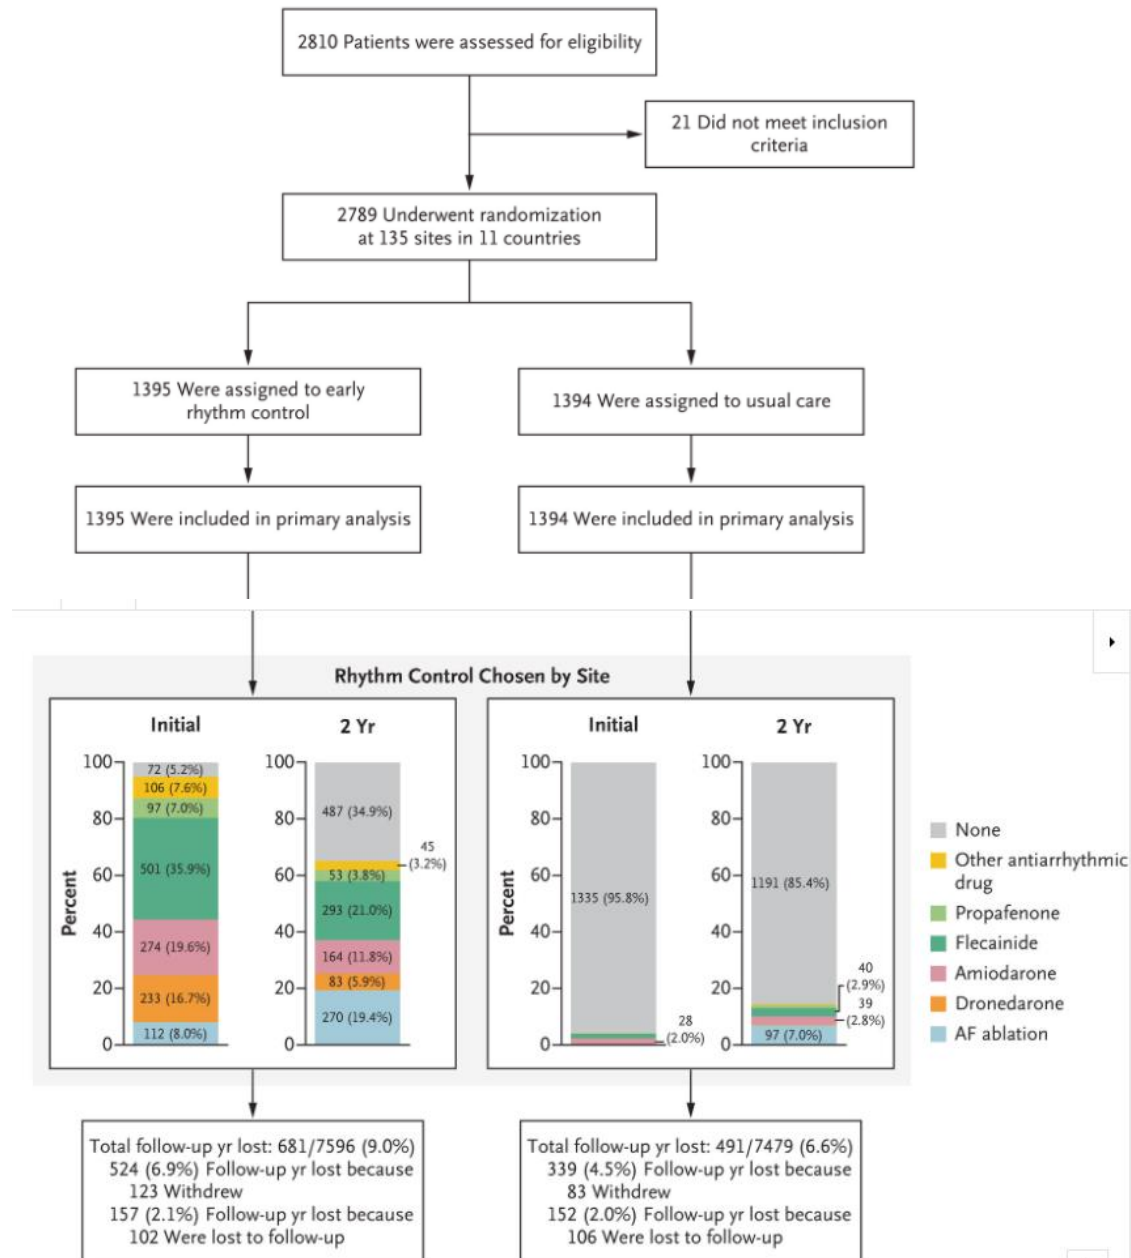 2810 Patients were assessed for eligibility
21 Did not meet inclusion
criteria
2789 Underwent randomization
at 135 sites in 11 countries
1395 Were assigned to early
rhythm control
1394 Were assigned to usual care
1395 Were included in primary analysis
1394 Were included in primary analysis
Rhythm Control Chosen by Site
Initial
2 Yr
Percent
100
80
60
40
20
0
72 (5.2%)
106 (7.6%)
97 (7.0%)
501 (35.9%)
274 (19.6%)
233 (16.7%)
112 (8.0%)
100
80
60
40
20
0
487 (34.9%)
45
(3.2%)
53 (3.8%)
293 (21.0%)
164 (11.8%)
83 (5.9%)
270 (19.4%)
Initial
2 Yr
Percent
100
80
60
40
20
0
1335 (95.8%)
28
(2.0%)
100
80
60
40
20
0
1191 (85.4%)
40
(2.9%)
39
(2.8%)
97 (7.0%)
None
Other antiarrhythmic
drug
Propafenone
Flecainide
Amiodarone
Dronedarone
AF ablation
Total follow-up yr lost: 681/7596 (9.0%)
524 (6.9%) Follow-up yr lost because
123 Withdrew
157 (2.1%) Follow-up yr lost because
102 Were lost to follow-up
Total follow-up yr lost: 491/7479 (6.6%)
339 (4.5%) Follow-up yr lost because
83 Withdrew
152 (2.0%) Follow-up yr lost because
106 Were lost to follow-up